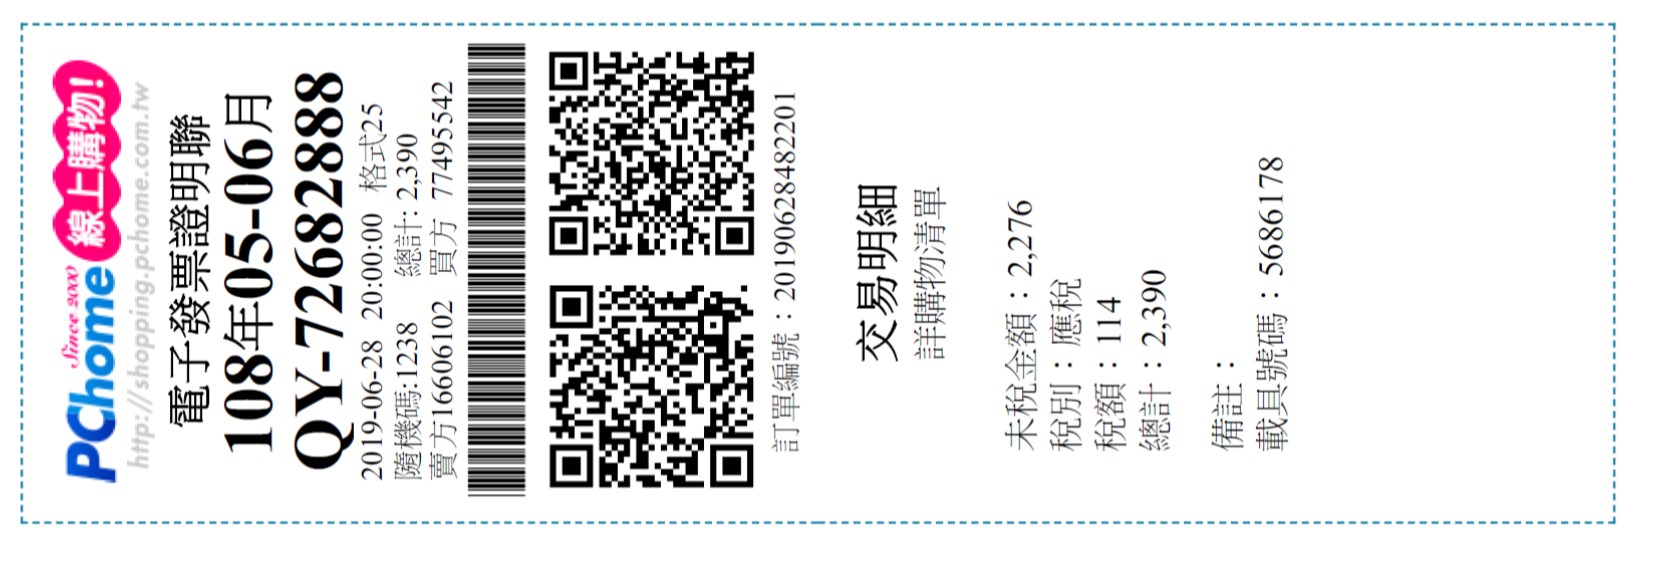 Since 2000
PChome 線上購物!
http://shopping.pchome.com.tw
電子發票證明聯
108年05-06月
QY-72682888
2019-06-28 20:00:00 格式25
隨機碼:1238 總計: 2,390
賣方16606102 買方 77495542
訂單編號：20190628482201
交易明細
詳購物清單
未稅金額：2,276
稅別：應稅
稅額：114
總計：2,390
備註：
載具號碼：5686178